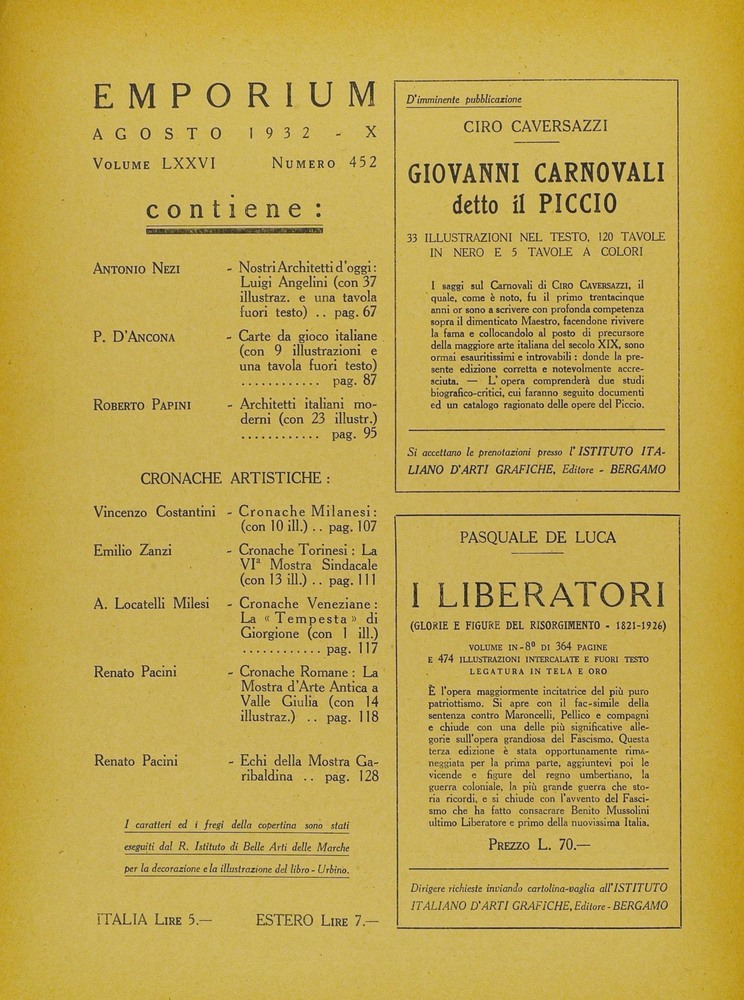 EMPORIUM
AGOSTO 1932 - X
VOLUME LXXVI NUMERO 452
contiene:
ANTONIO NEZI - Nostri Architetti d'oggi:
Luigi Angelini (con 37
illustraz. e una tavola
fuori testo) .. pag. 67
P. D'ANCONA - Carte da gioco italiane
(con 9 illustrazioni e
una tavola fuori testo)
............ pag. 87
ROBERTO PAPINI - Architetti italiani mo-
derni (con 23 illustr.)
............ pag. 95
CRONACHE ARTISTICHE:
Vincenzo Costantini - Cronache Milanesi:
(con 10 ill.) .. pag. 107
Emilio Zanzi - Cronache Torinesi: La
VIª Mostra Sindacale
(con 13 ill.) .. pag. 111
A. Locatelli Milesi - Cronache Veneziane:
La « Tempesta » di
Giorgione (con 1 ill.)
............ pag. 117
Renato Pacini - Cronache Romane: La
Mostra d'Arte Antica a
Valle Giulia (con 14
illustraz.) .. pag. 118
Renato Pacini - Echi della Mostra Ga-
ribaldina .. pag. 128
I caratteri ed i fregi della copertina sono stati
eseguiti dal R. Istituto di Belle Arti delle Marche
per la decorazione e la illustrazione del libro - Urbino.
ITALIA LIRE 5.— ESTERO LIRE 7.—
D'imminente pubblicazione
CIRO CAVERSAZZI
GIOVANNI CARNOVALI
detto il PICCIO
33 ILLUSTRAZIONI NEL TESTO, 120 TAVOLE
IN NERO E 5 TAVOLE A COLORI
I saggi sul Carnovali di CIRO CAVERSAZZI, il
quale, come è noto, fu il primo trentacinque
anni or sono a scrivere con profonda competenza
sopra il dimenticato Maestro, facendone rivivere
la fama e collocandolo al posto di precursore
della maggiore arte italiana del secolo XIX, sono
ormai esauritissimi e introvabili: donde la pre-
sente edizione corretta e notevolmente accre-
sciuta. — L'opera comprenderà due studi
biografico-critici, cui faranno seguito documenti
ed un catalogo ragionato delle opere del Piccio.
Si accettano le prenotazioni presso l'ISTITUTO ITA-
LIANO D'ARTI GRAFICHE, Editore - BERGAMO
PASQUALE DE LUCA
I LIBERATORI
(GLORIE E FIGURE DEL RISORGIMENTO - 1821-1926)
VOLUME IN-8º DI 364 PAGINE
E 474 ILLUSTRAZIONI INTERCALATE E FUORI TESTO
LEGATURA IN TELA E ORO
È l'opera maggiormente incitatrice del più puro
patriottismo. Si apre con il fac-simile della
sentenza contro Maroncelli, Pellico e compagni
e chiude con una delle più significative alle-
gorie sull'opera grandiosa del Fascismo. Questa
terza edizione è stata opportunamente rima-
neggiata per la prima parte, aggiuntevi poi le
vicende e figure del regno umbertiano, la
guerra coloniale, la più grande guerra che sto-
ria ricordi, e si chiude con l'avvento del Fasci-
smo che ha fatto consacrare Benito Mussolini
ultimo Liberatore e primo della nuovissima Italia.
PREZZO L. 70.—
Dirigere richieste inviando cartolina-vaglia all'ISTITUTO
ITALIANO D'ARTI GRAFICHE, Editore - BERGAMO